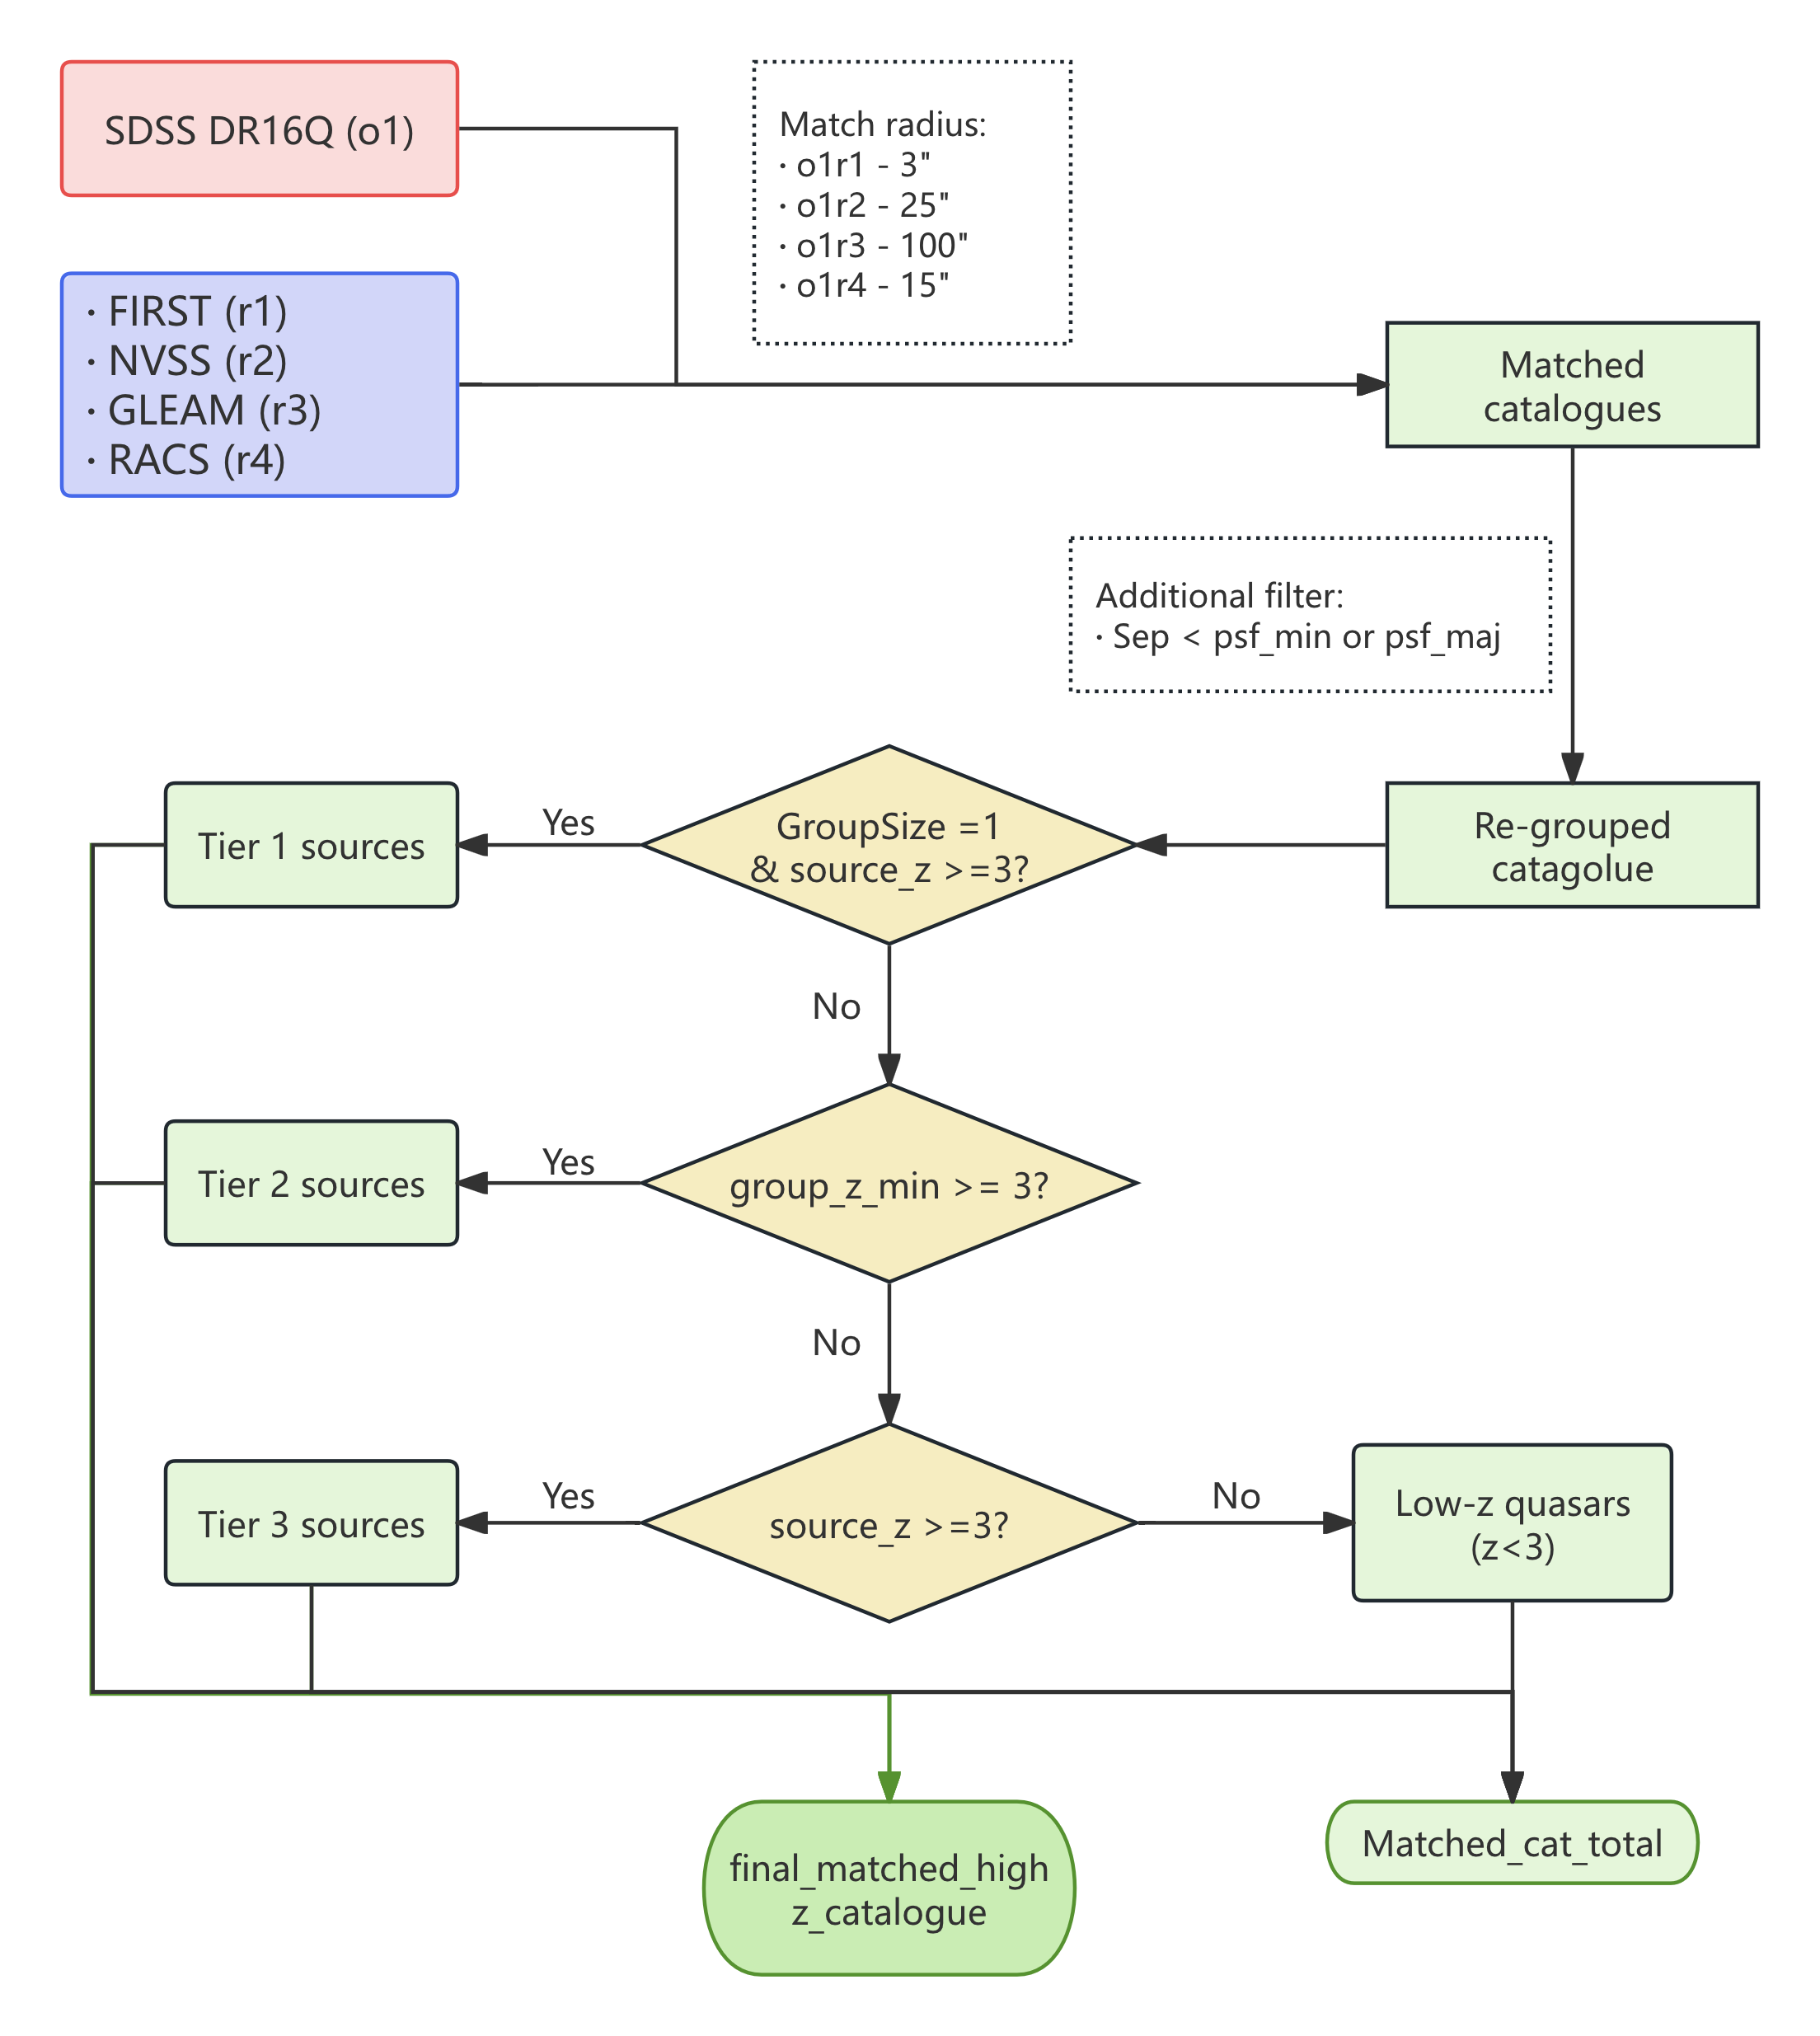 SDSS DR16Q (o1)
Match radius:
· o1r1 - 3"
· o1r2 - 25"
· o1r3 - 100"
· o1r4 - 15"
· FIRST (r1)
· NVSS (r2)
· GLEAM (r3)
· RACS (r4)
Matched
catalogues
Additional filter:
· Sep < psf_min or psf_maj
Tier 1 sources
Yes
GroupSize =1
& source_z >=3?
Re-grouped
catagolue
No
Tier 2 sources
Yes
group_z_min >= 3?
No
Tier 3 sources
Yes
source_z >=3?
No
Low-z quasars
(z<3)
final_matched_high
z_catalogue
Matched_cat_total